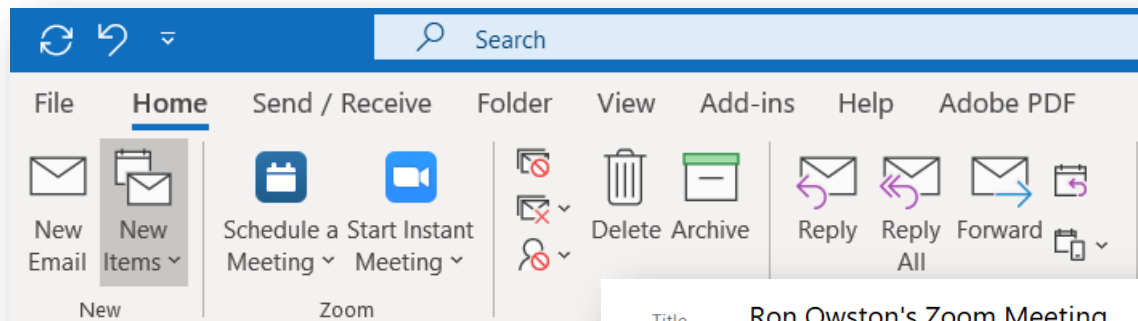 Search
File Home Send / Receive Folder View Add-ins Help Adobe PDF
New Email
New Items
Schedule a Meeting
Start Instant Meeting
Delete
Archive
Reply
Reply All
Forward
New
Zoom
Title
Ron Owston's Zoom Meeting